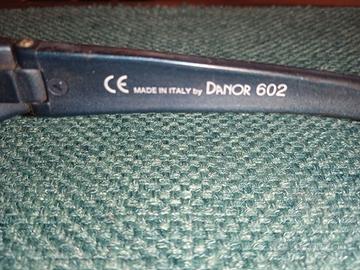 CE MADE IN ITALY by DANOR 602